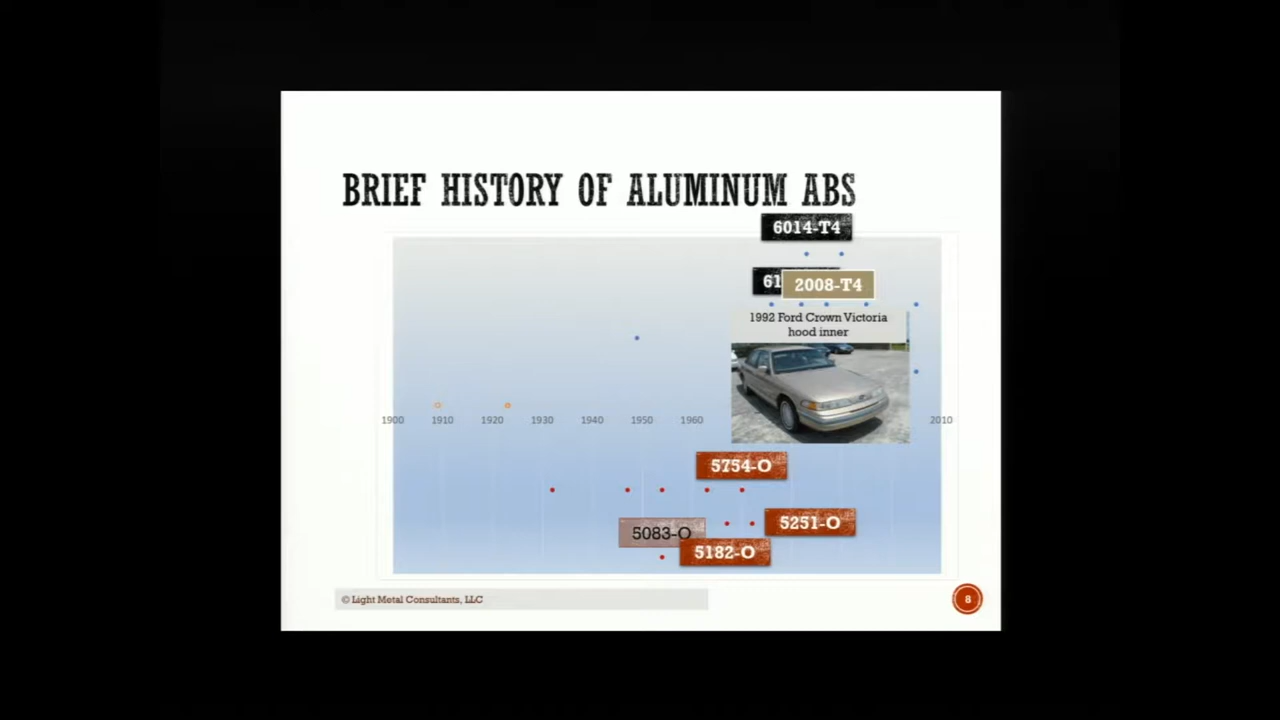 BRIEF HISTORY OF ALUMINUM ABS
6014-T4
61
2008-T4
1992 Ford Crown Victoria
hood inner
1900 1910 1920 1930 1940 1950 1960 2010
5754-O
5251-O
5083-O
5182-O
© Light Metal Consultants, LLC
8